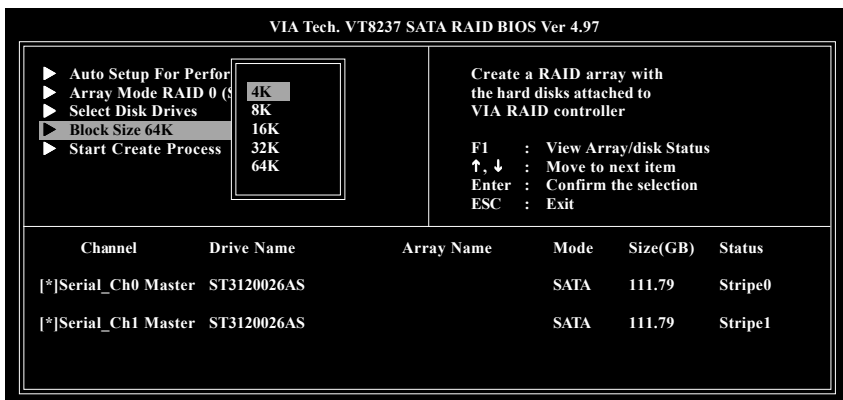 VIA Tech. VT8237 SATA RAID BIOS Ver 4.97
Auto Setup For Perfor
Array Mode RAID 0 (S
Select Disk Drives
Block Size 64K
Start Create Process
4K
8K
16K
32K
64K
Create a RAID array with
the hard disks attached to
VIA RAID controller
F1 : View Array/disk Status
↑, ↓ : Move to next item
Enter : Confirm the selection
ESC : Exit
Channel Drive Name Array Name Mode Size(GB) Status
[*]Serial_Ch0 Master ST3120026AS SATA 111.79 Stripe0
[*]Serial_Ch1 Master ST3120026AS SATA 111.79 Stripe1